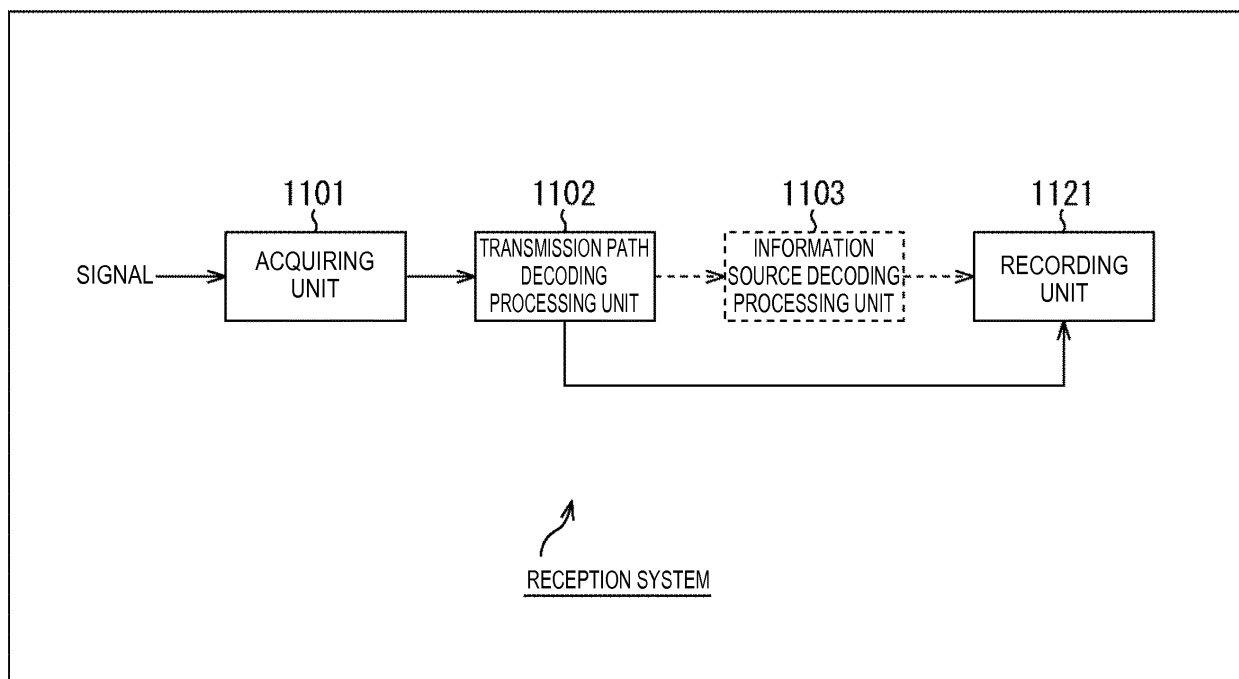 1101
1102
1103
1121
SIGNAL
ACQUIRING
UNIT
TRANSMISSION PATH
DECODING
PROCESSING UNIT
INFORMATION
SOURCE DECODING
PROCESSING UNIT
RECORDING
UNIT
RECEPTION SYSTEM